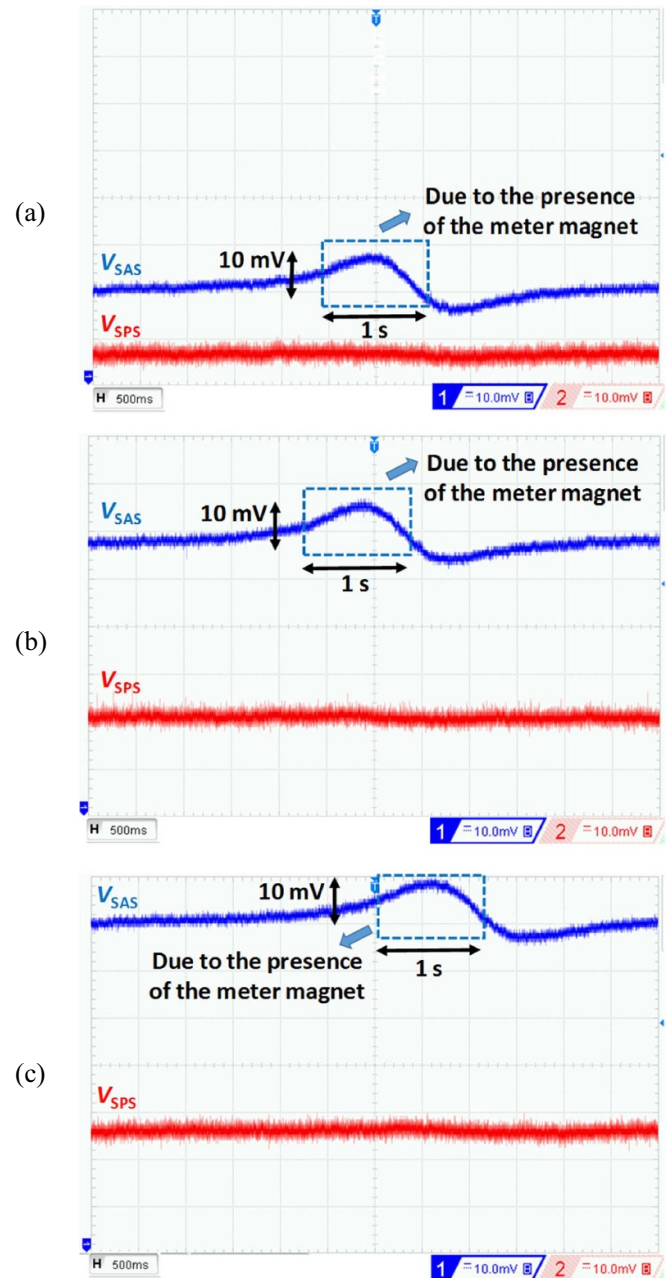 T
(a)
Due to the presence
of the meter magnet
10 mV
VSAS
VSPS
1 s
H 500ms
1 10.0mV B 2 10.0mV B
T
Due to the presence
of the meter magnet
VSAS
10 mV
1 s
(b)
VSPS
H 500ms
1 10.0mV B 2 10.0mV B
VSAS
10 mV
T
Due to the presence
of the meter magnet
1 s
(c)
VSPS
H 500ms
1 10.0mV B 2 10.0mV B